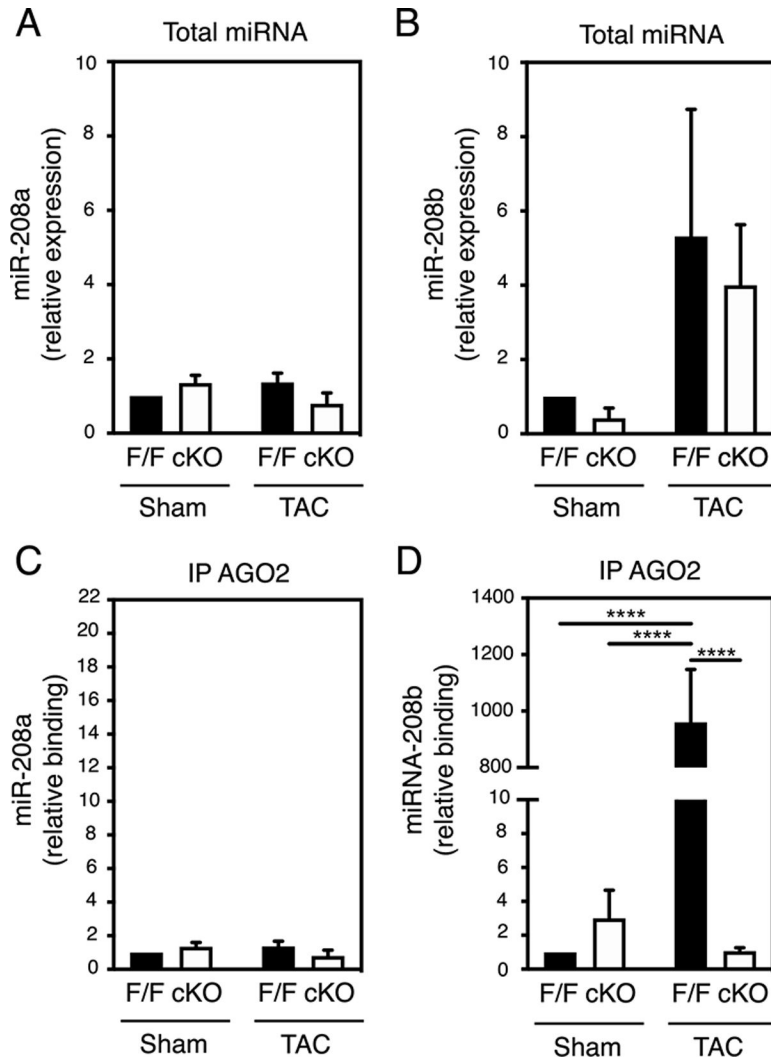 A
Total miRNA
miR-208a
(relative expression)
10
8
6
4
2
0
F/F cKO F/F cKO
Sham TAC
B
Total miRNA
miR-208b
(relative expression)
10
8
6
4
2
0
F/F cKO F/F cKO
Sham TAC
C
IP AGO2
miR-208a
(relative binding)
22
20
18
16
14
12
10
8
6
4
2
0
F/F cKO F/F cKO
Sham TAC
D
IP AGO2
miRNA-208b
(relative binding)
1400
1200
1000
800
10
8
6
4
2
0
****
****
****
F/F cKO F/F cKO
Sham TAC